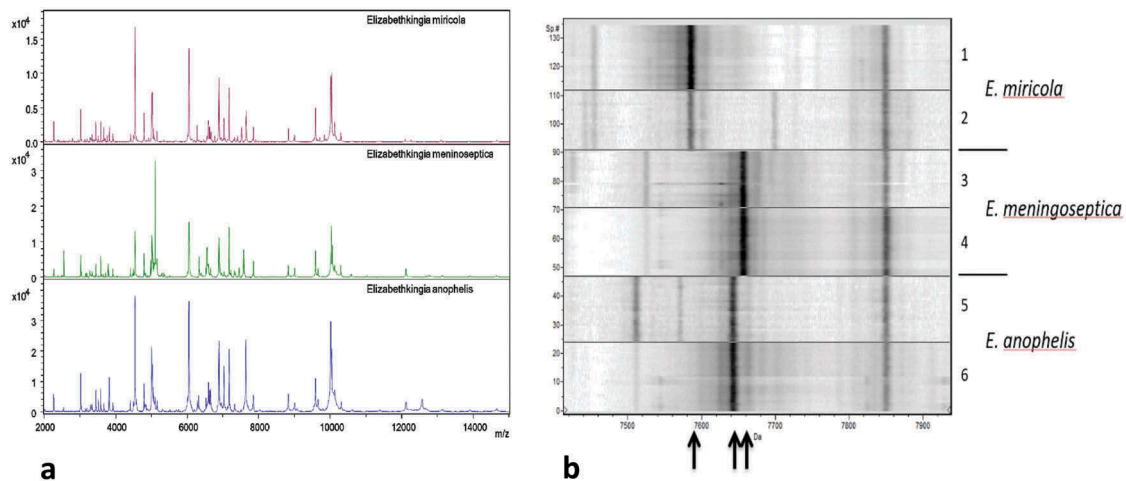 x10⁴
Elizabethkingia miricola
1.5
1.0
0.5
0.0
x10⁴
Elizabethkingia meninoseptica
3
2
1
0
x10⁴
Elizabethkingia anophelis
3
2
1
0
2000 4000 6000 8000 10000 12000 14000 m/z
a
Sp.#
130
120
110
100
90
80
70
60
50
40
30
20
10
0
1
E. miricola
2
3
E. meningoseptica
4
5
E. anophelis
6
7500 7600 7700 7800 7900
Da
b